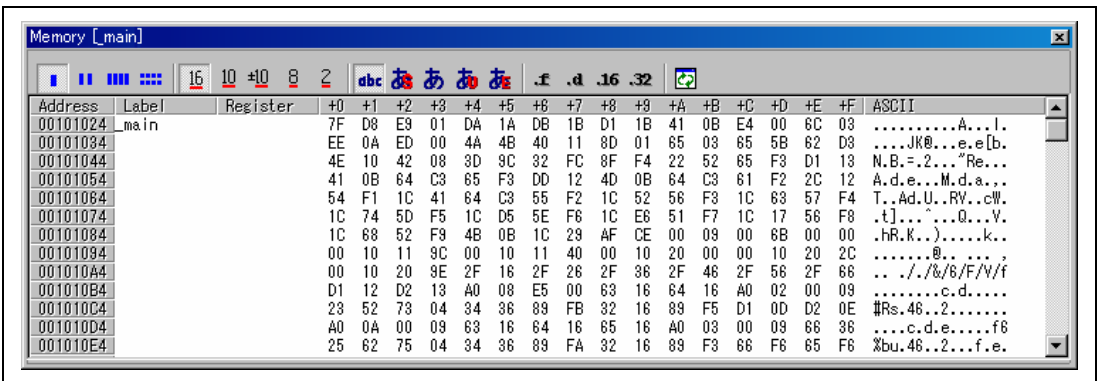 Memory [_main]
16 10 ±10 8 2 abc あS あ あD あE .f .d .16 .32
Address Label Register +0 +1 +2 +3 +4 +5 +6 +7 +8 +9 +A +B +C +D +E +F ASCII
00101024 _main 7F D8 E9 01 DA 1A DB 1B D1 1B 41 0B E4 00 6C 03 ..........A...l.
00101034 EE 0A ED 00 4A 4B 40 11 8D 01 65 03 65 5B 62 D3 ....JK@...e.e[b.
00101044 4E 10 42 08 3D 9C 32 FC 8F F4 22 52 65 F3 D1 13 N.B.=.2..."Re...
00101054 41 0B 64 C3 65 F3 DD 12 4D 0B 64 C3 61 F2 2C 12 A.d.e...M.d.a.,.
00101064 54 F1 1C 41 64 C3 55 F2 1C 52 56 F3 1C 63 57 F4 T..Ad.U..RV..cW.
00101074 1C 74 5D F5 1C D5 5E F6 1C E6 51 F7 1C 17 56 F8 .t]...^...Q...V.
00101084 1C 68 52 F9 4B 0B 1C 29 AF CE 00 09 00 6B 00 00 .hR.K..).....k..
00101094 00 10 11 9C 00 10 11 40 00 10 20 00 00 10 20 2C .......@.. ... ,
001010A4 00 10 20 9E 2F 16 2F 26 2F 36 2F 46 2F 56 2F 66 .. ././&/6/F/V/f
001010B4 D1 12 D2 13 A0 08 E5 00 63 16 64 16 A0 02 00 09 ........c.d.....
001010C4 23 52 73 04 34 36 89 FB 32 16 89 F5 D1 0D D2 0E #Rs.46..2.......
001010D4 A0 0A 00 09 63 16 64 16 65 16 A0 03 00 09 66 36 ....c.d.e.....f6
001010E4 25 62 75 04 34 36 89 FA 32 16 89 F3 66 F6 65 F6 %bu.46..2...f.e.